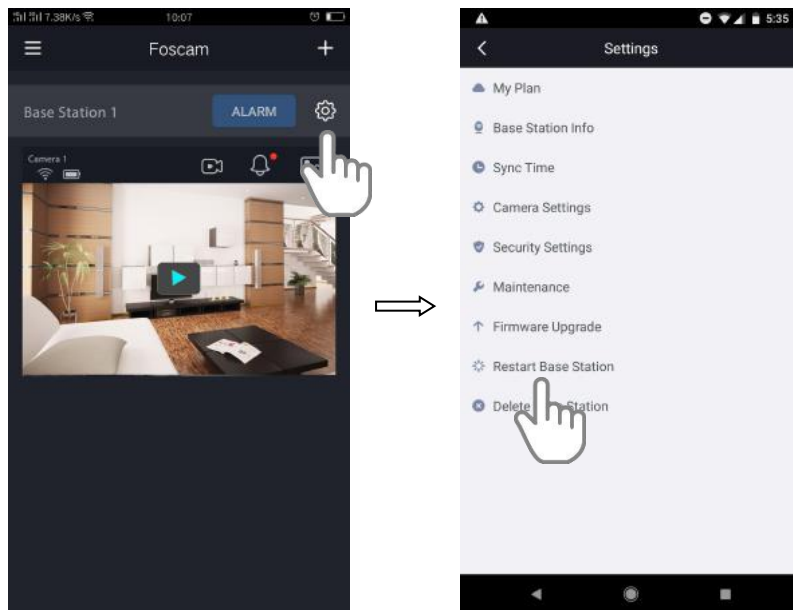 7.38K/s 10:07
Foscam
Base Station 1 ALARM
Camera 1
5:35
Settings
My Plan
Base Station Info
Sync Time
Camera Settings
Security Settings
Maintenance
Firmware Upgrade
Restart Base Station
Delete Station